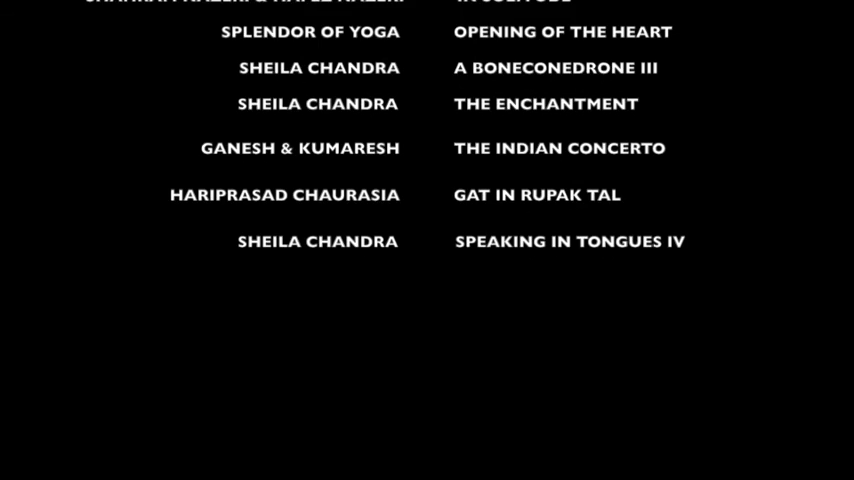 SPLENDOR OF YOGA OPENING OF THE HEART
SHEILA CHANDRA A BONECONEDRONE III
SHEILA CHANDRA THE ENCHANTMENT
GANESH & KUMARESH THE INDIAN CONCERTO
HARIPRASAD CHAURASIA GAT IN RUPAK TAL
SHEILA CHANDRA SPEAKING IN TONGUES IV